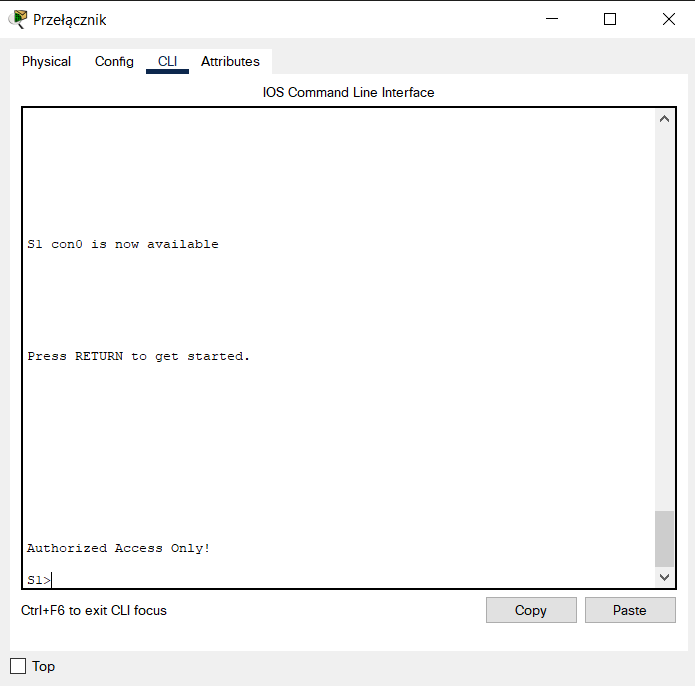 Przełącznik
Physical Config CLI Attributes
IOS Command Line Interface
S1 con0 is now available
Press RETURN to get started.
Authorized Access Only!
S1>
Ctrl+F6 to exit CLI focus Copy Paste
Top